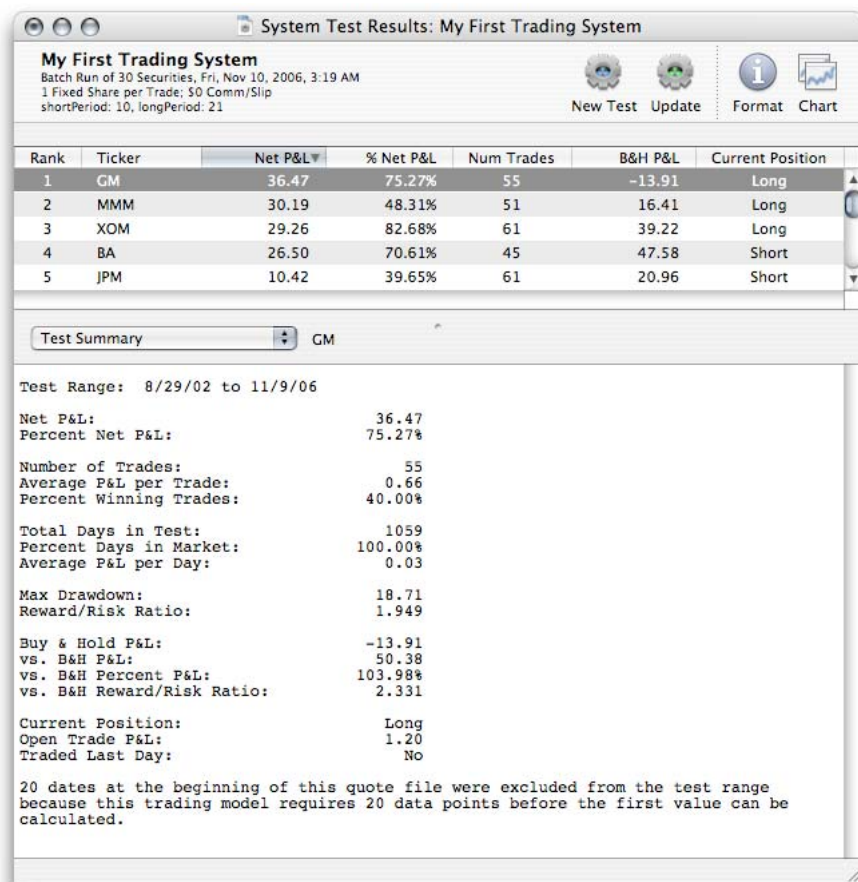 System Test Results: My First Trading System
My First Trading System
Batch Run of 30 Securities, Fri, Nov 10, 2006, 3:19 AM
1 Fixed Share per Trade; $0 Comm/Slip
shortPeriod: 10, longPeriod: 21
New Test Update Format Chart
Rank Ticker Net P&L % Net P&L Num Trades B&H P&L Current Position
1 GM 36.47 75.27% 55 -13.91 Long
2 MMM 30.19 48.31% 51 16.41 Long
3 XOM 29.26 82.68% 61 39.22 Long
4 BA 26.50 70.61% 45 47.58 Short
5 JPM 10.42 39.65% 61 20.96 Short
Test Summary GM
Test Range: 8/29/02 to 11/9/06
Net P&L: 36.47
Percent Net P&L: 75.27%
Number of Trades: 55
Average P&L per Trade: 0.66
Percent Winning Trades: 40.00%
Total Days in Test: 1059
Percent Days in Market: 100.00%
Average P&L per Day: 0.03
Max Drawdown: 18.71
Reward/Risk Ratio: 1.949
Buy & Hold P&L: -13.91
vs. B&H P&L: 50.38
vs. B&H Percent P&L: 103.98%
vs. B&H Reward/Risk Ratio: 2.331
Current Position: Long
Open Trade P&L: 1.20
Traded Last Day: No
20 dates at the beginning of this quote file were excluded from the test range
because this trading model requires 20 data points before the first value can be
calculated.